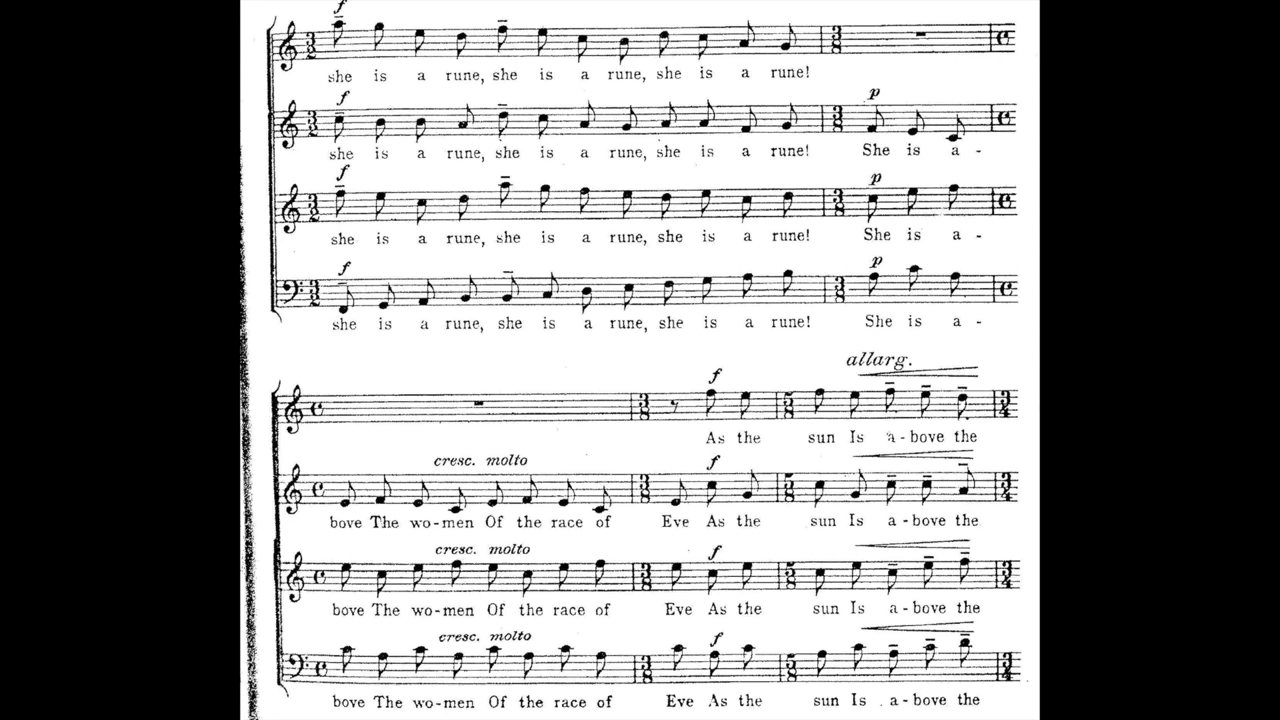 f
she is a rune, she is a rune, she is a rune!
f p
she is a rune, she is a rune, she is a rune! She is a-
f p
she is a rune, she is a rune, she is a rune! She is a-
f p
she is a rune, she is a rune, she is a rune! She is a-
allarg.
f
As the sun Is a-bove the
cresc. molto f
bove The wo-men Of the race of Eve As the sun Is a-bove the
cresc. molto f
bove The wo-men Of the race of Eve As the sun Is a-bove the
cresc. molto f
bove The wo-men Of the race of Eve As the sun Is a-bove the